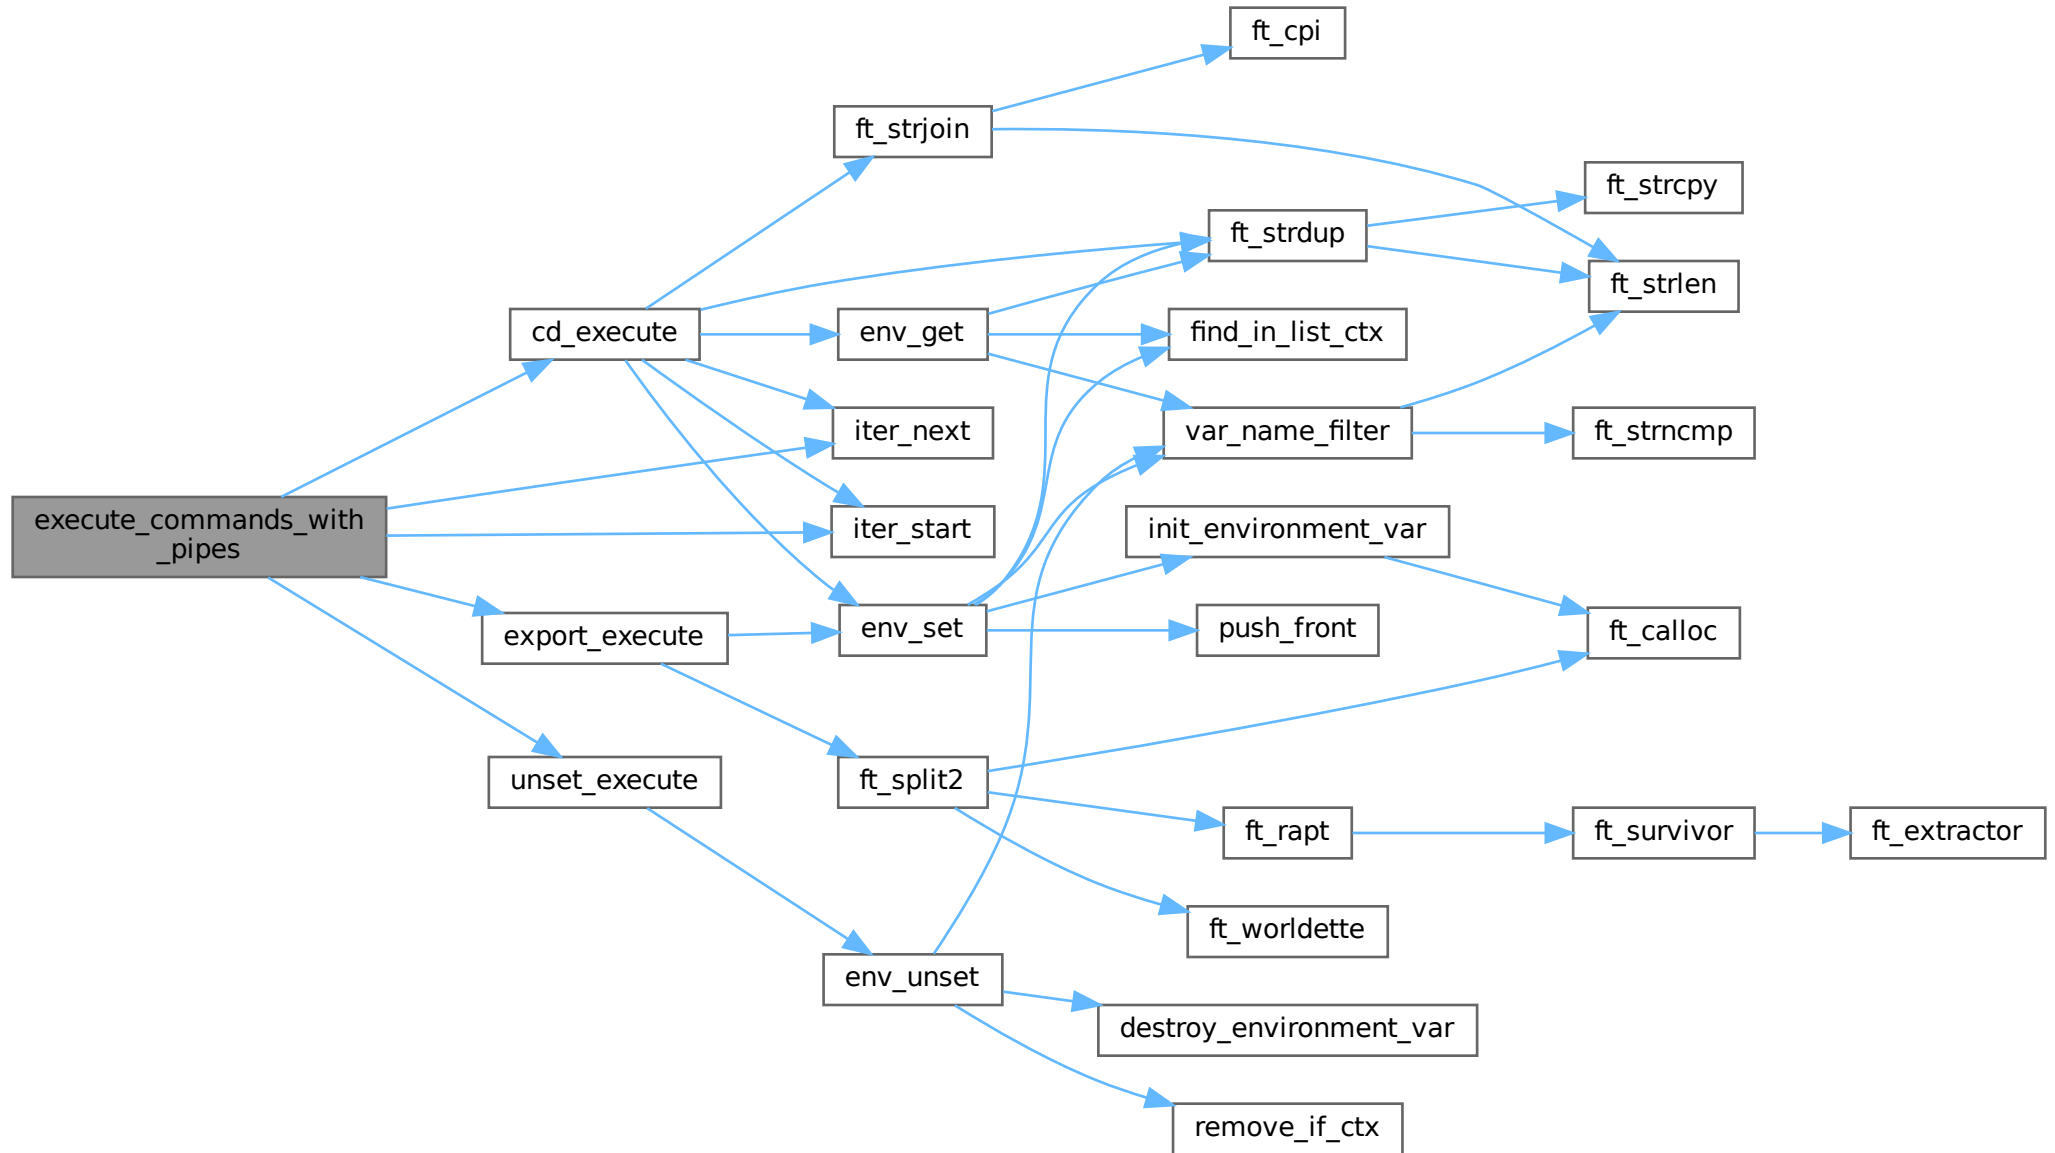 ft_cpi
ft_strjoin
ft_strcpy
ft_strdup
ft_strlen
cd_execute
env_get
find_in_list_ctx
iter_next
var_name_filter
ft_strncmp
execute_commands_with
_pipes
iter_start
init_environment_var
export_execute
env_set
push_front
ft_calloc
unset_execute
ft_split2
ft_rapt
ft_survivor
ft_extractor
ft_worldette
env_unset
destroy_environment_var
remove_if_ctx